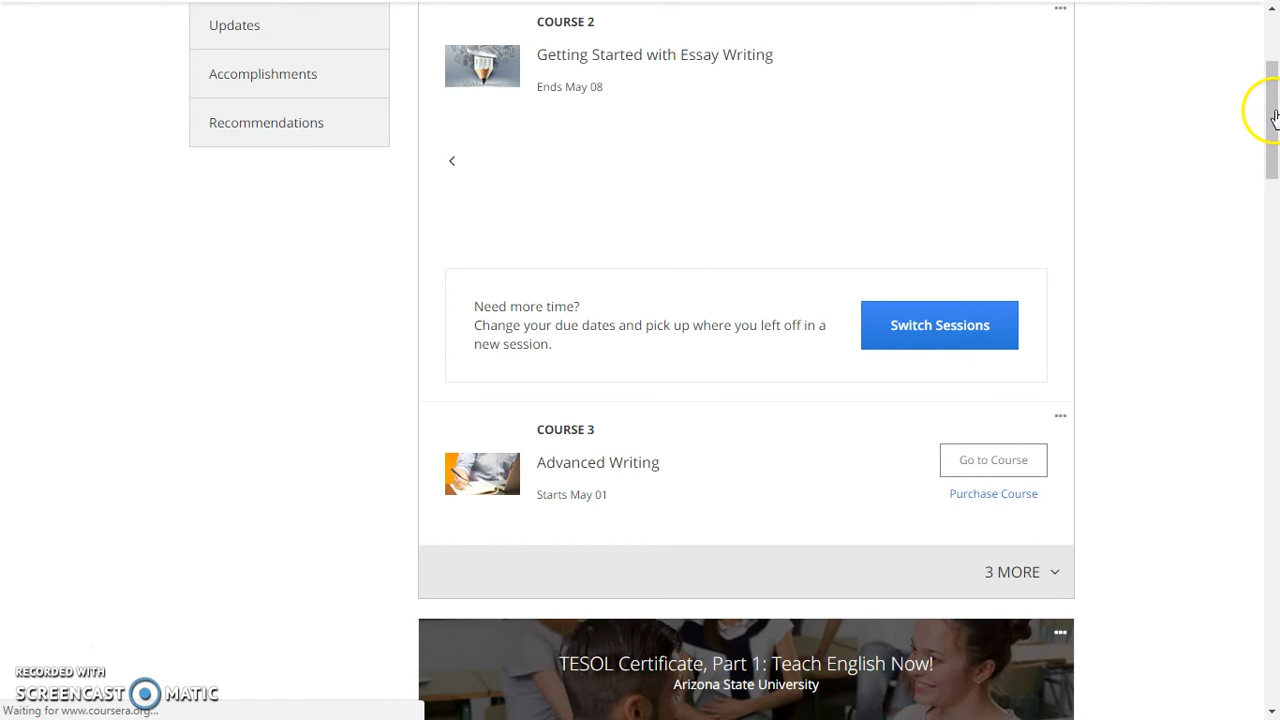 Updates
Accomplishments
Recommendations
COURSE 2
Getting Started with Essay Writing
Ends May 08
Need more time?
Change your due dates and pick up where you left off in a
new session.
Switch Sessions
COURSE 3
Advanced Writing
Starts May 01
Go to Course
Purchase Course
3 MORE
TESOL Certificate, Part 1: Teach English Now!
Arizona State University
RECORDED WITH
SCREENCAST MATIC
Waiting for www.coursera.org...